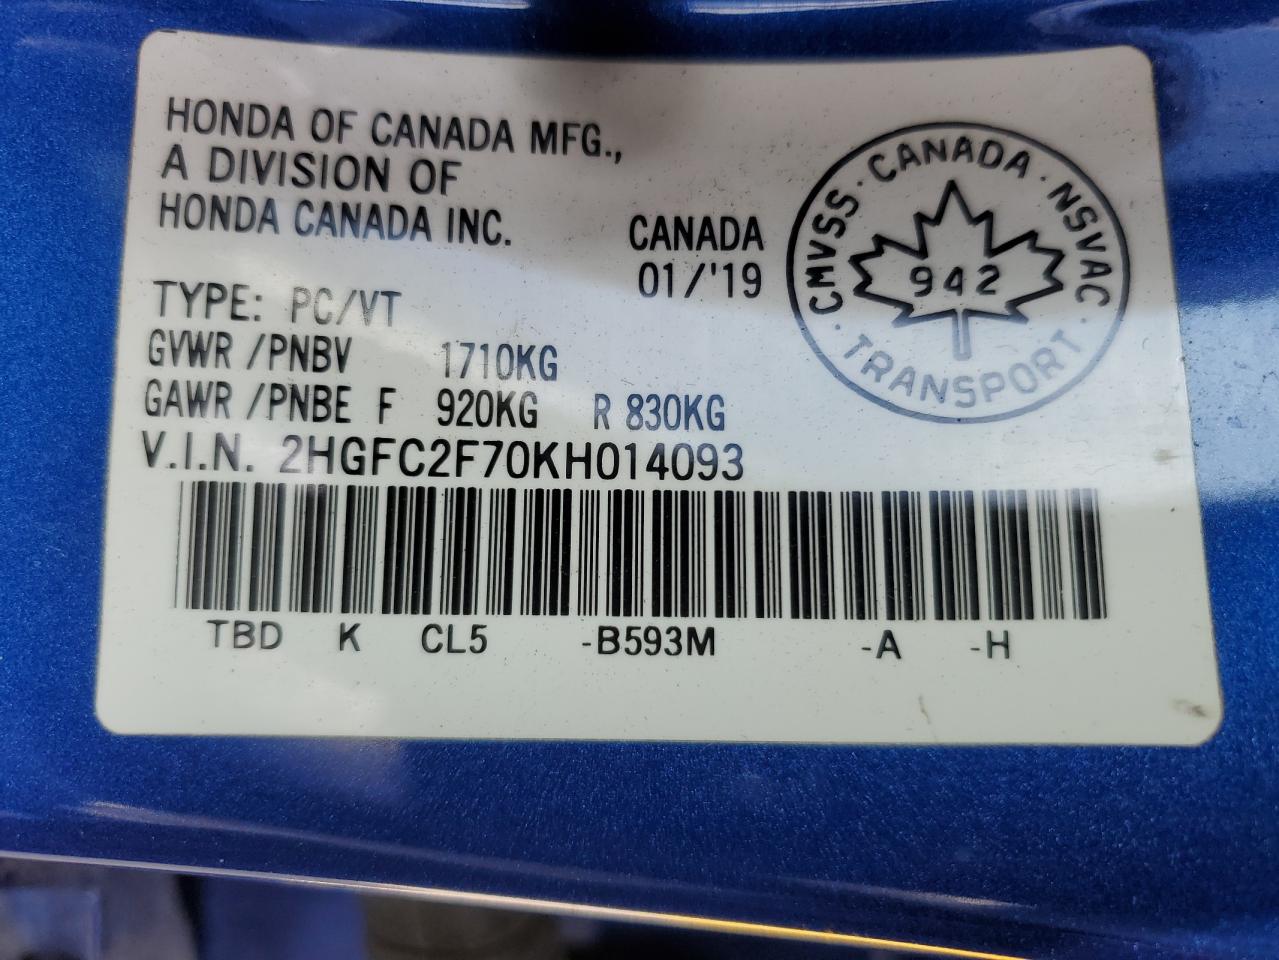 HONDA OF CANADA MFG.,
A DIVISION OF
HONDA CANADA INC.
CANADA
01/'19
CMVSS · CANADA · NSVAC · TRANSPORT ·
942
TYPE: PC/VT
GVWR /PNBV 1710KG
GAWR /PNBE F 920KG R 830KG
V.I.N. 2HGFC2F70KH014093
TBD K CL5 -B593M -A -H